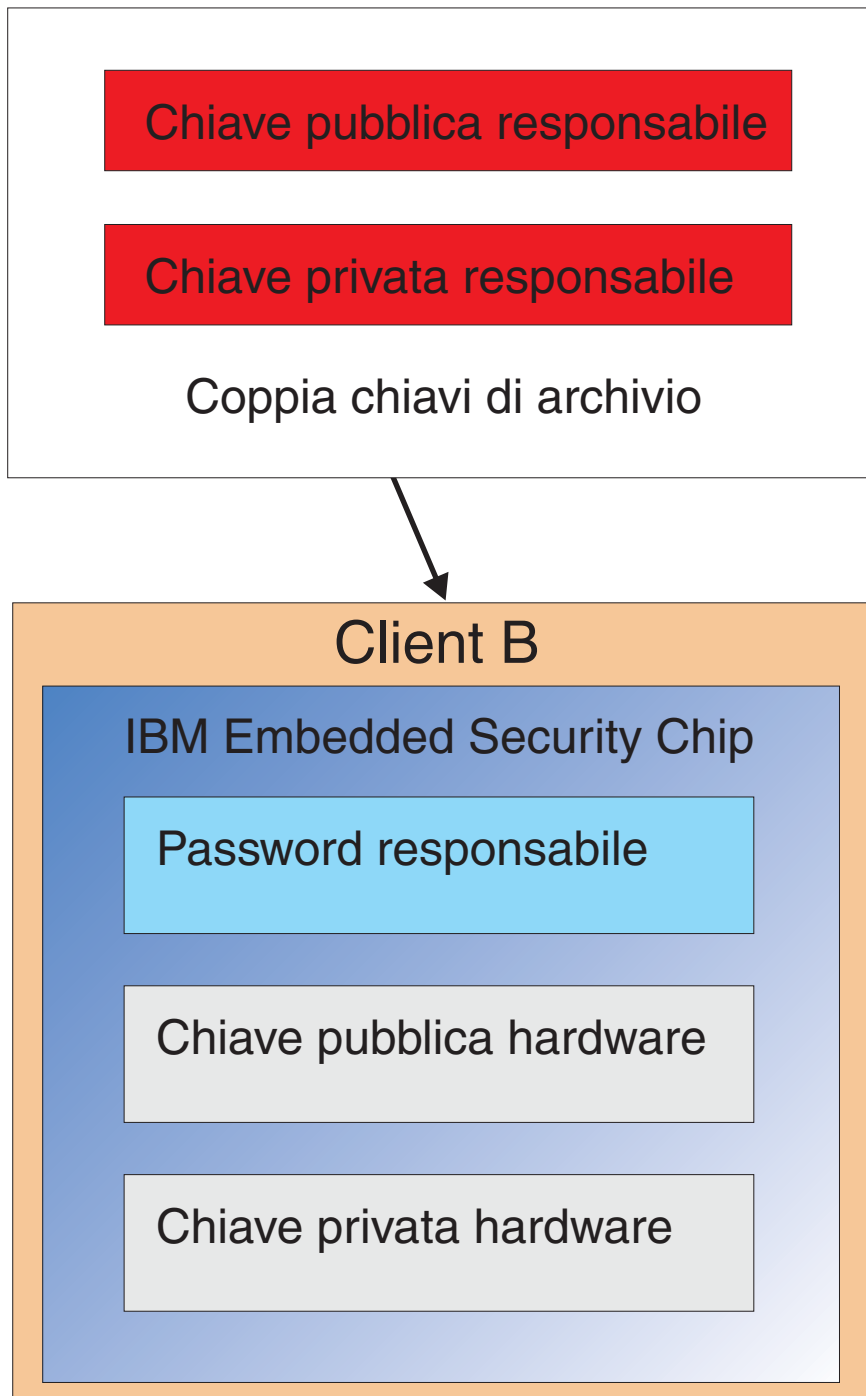 Chiave pubblica responsabile
Chiave privata responsabile
Coppia chiavi di archivio
Client B
IBM Embedded Security Chip
Password responsabile
Chiave pubblica hardware
Chiave privata hardware